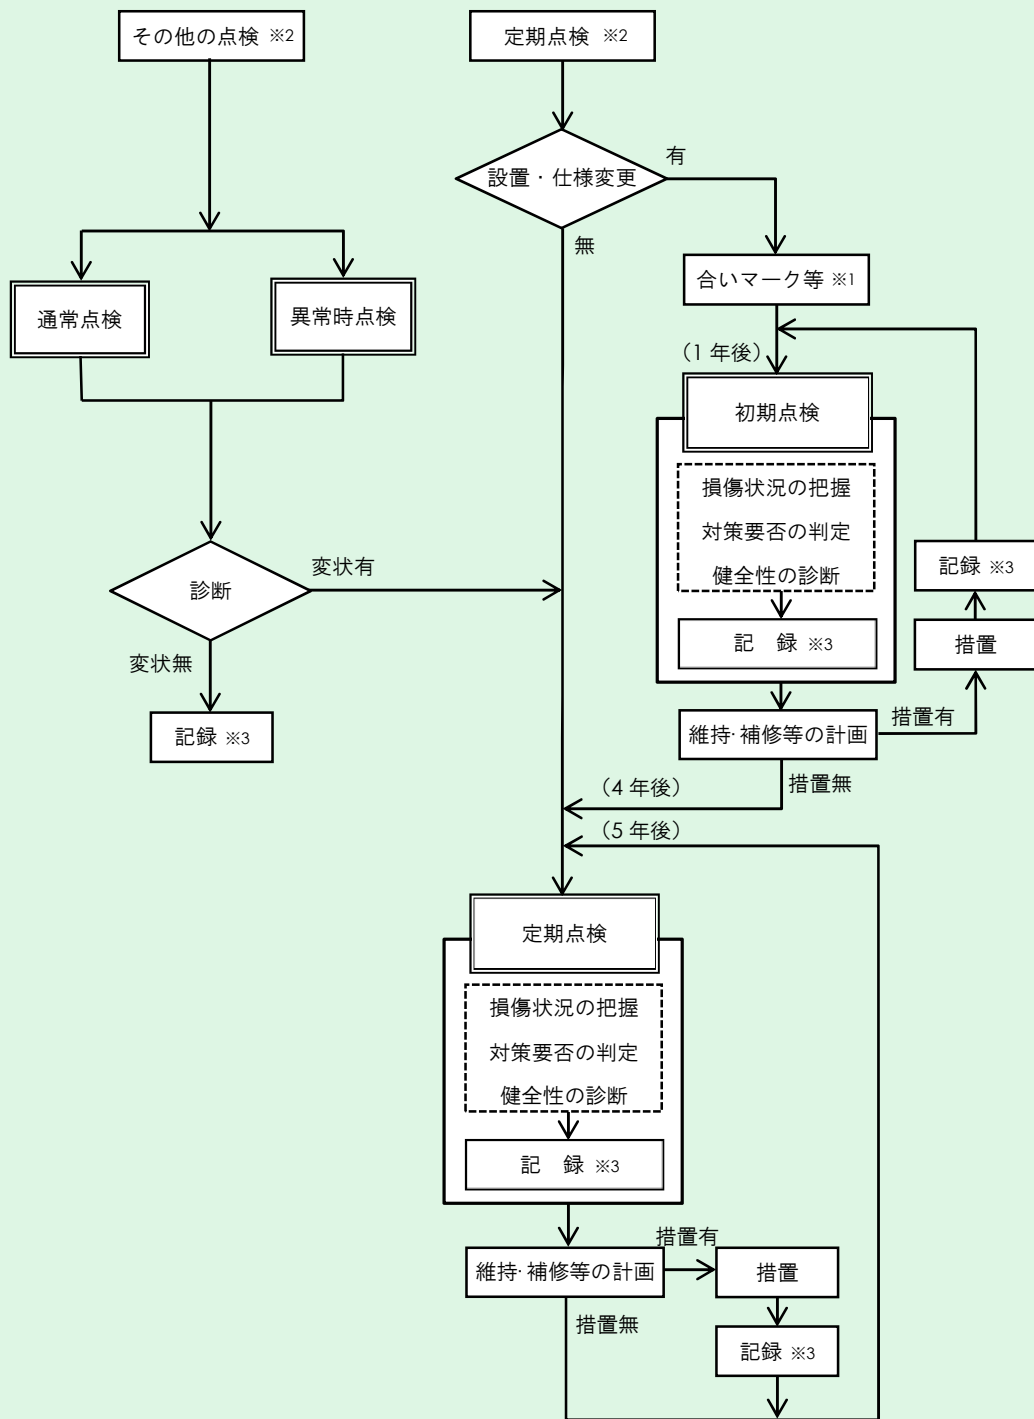 その他の点検 ※2
定期点検 ※2
設置・仕様変更
有
無
合いマーク等 ※1
通常点検
異常時点検
（1 年後）
初期点検
損傷状況の把握
対策要否の判定
健全性の診断
記　録 ※3
記録 ※3
措置
診断
変状有
変状無
記録 ※3
維持･補修等の計画
措置有
措置無
（4 年後）
（5 年後）
定期点検
損傷状況の把握
対策要否の判定
健全性の診断
記　録 ※3
維持･補修等の計画
措置有
措置
措置無
記録 ※3